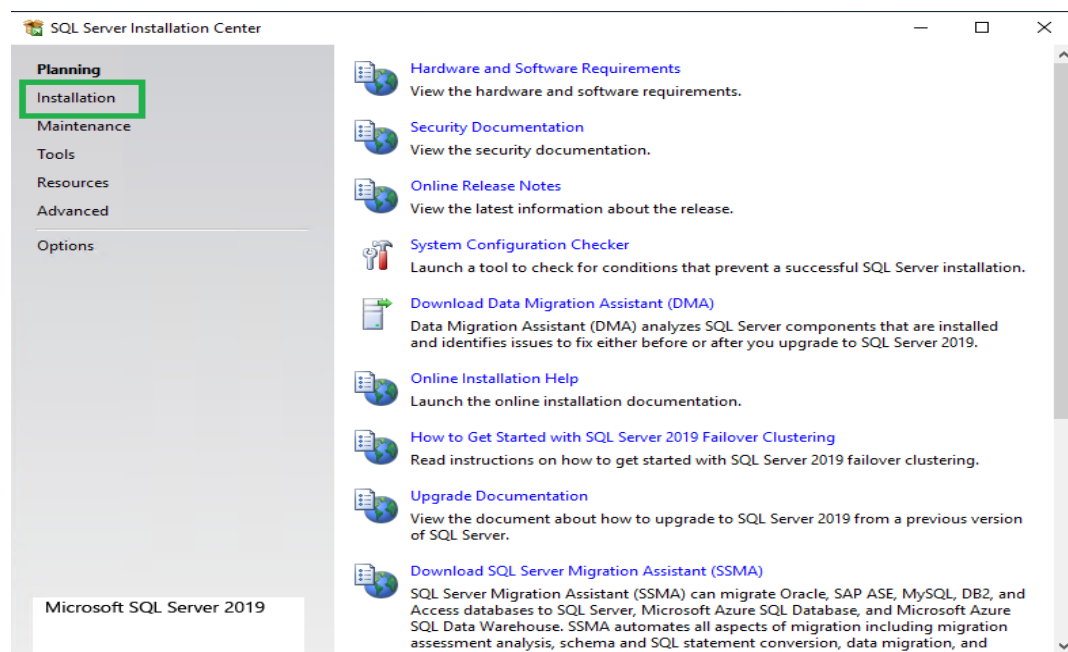 SQL Server Installation Center
Planning
Installation
Maintenance
Tools
Resources
Advanced
Options
Microsoft SQL Server 2019
Hardware and Software Requirements
View the hardware and software requirements.
Security Documentation
View the security documentation.
Online Release Notes
View the latest information about the release.
System Configuration Checker
Launch a tool to check for conditions that prevent a successful SQL Server installation.
Download Data Migration Assistant (DMA)
Data Migration Assistant (DMA) analyzes SQL Server components that are installed
and identifies issues to fix either before or after you upgrade to SQL Server 2019.
Online Installation Help
Launch the online installation documentation.
How to Get Started with SQL Server 2019 Failover Clustering
Read instructions on how to get started with SQL Server 2019 failover clustering.
Upgrade Documentation
View the document about how to upgrade to SQL Server 2019 from a previous version
of SQL Server.
Download SQL Server Migration Assistant (SSMA)
SQL Server Migration Assistant (SSMA) can migrate Oracle, SAP ASE, MySQL, DB2, and
Access databases to SQL Server, Microsoft Azure SQL Database, and Microsoft Azure
SQL Data Warehouse. SSMA automates all aspects of migration including migration
assessment analysis, schema and SQL statement conversion, data migration, and